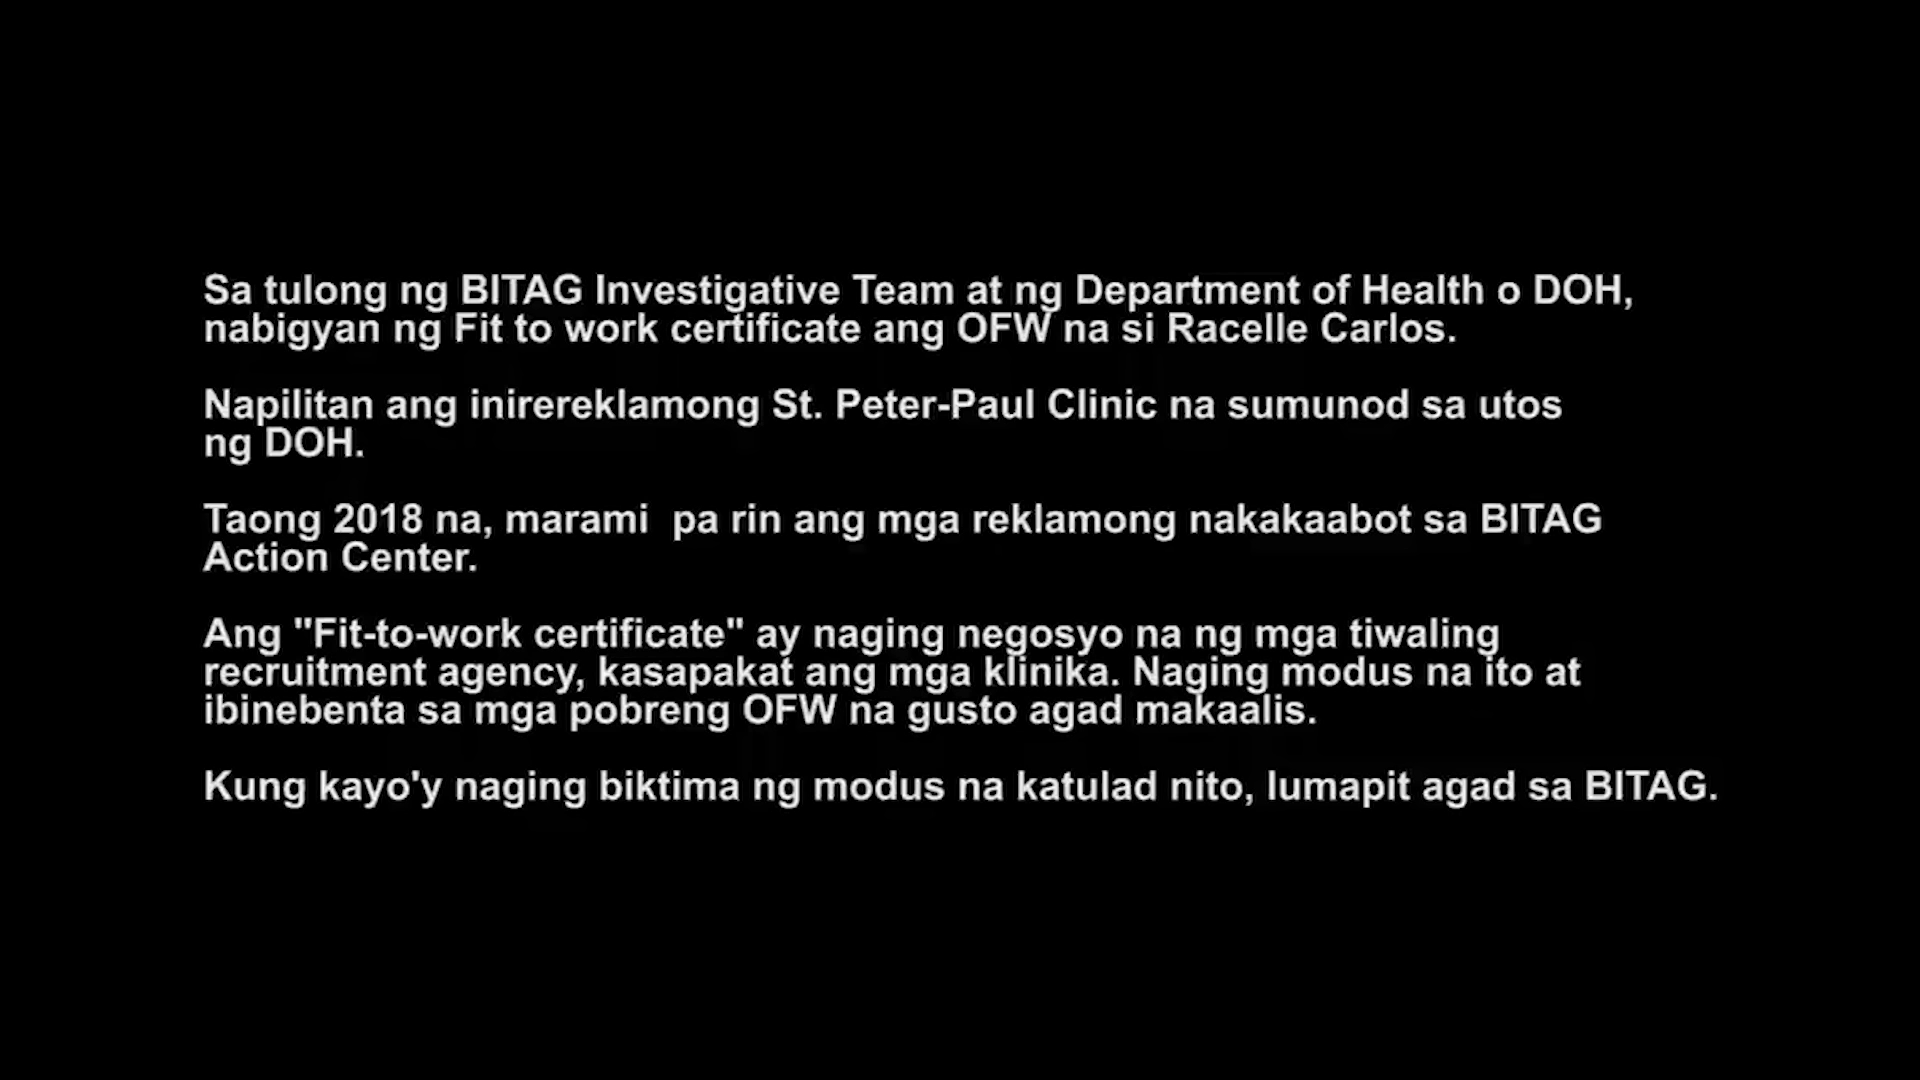 Sa tulong ng BITAG Investigative Team at ng Department of Health o DOH,
nabigyan ng Fit to work certificate ang OFW na si Racelle Carlos.
Napilitan ang inirereklamong St. Peter-Paul Clinic na sumunod sa utos
ng DOH.
Taong 2018 na, marami  pa rin ang mga reklamong nakakaabot sa BITAG
Action Center.
Ang "Fit-to-work certificate" ay naging negosyo na ng mga tiwaling
recruitment agency, kasapakat ang mga klinika. Naging modus na ito at
ibinebenta sa mga pobreng OFW na gusto agad makaalis.
Kung kayo'y naging biktima ng modus na katulad nito, lumapit agad sa BITAG.